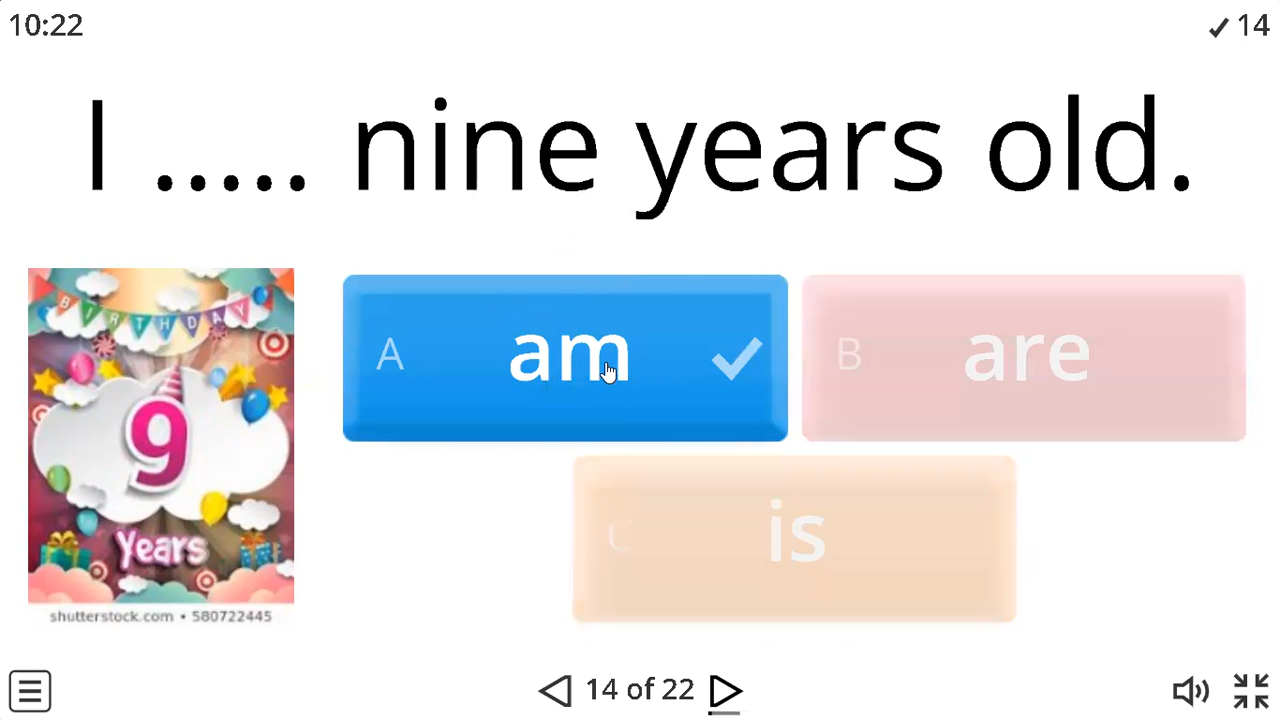 10:22
14
I ..... nine years old.
BIRTHDAY
9
Years
shutterstock.com • 580722445
A am
B are
C is
14 of 22